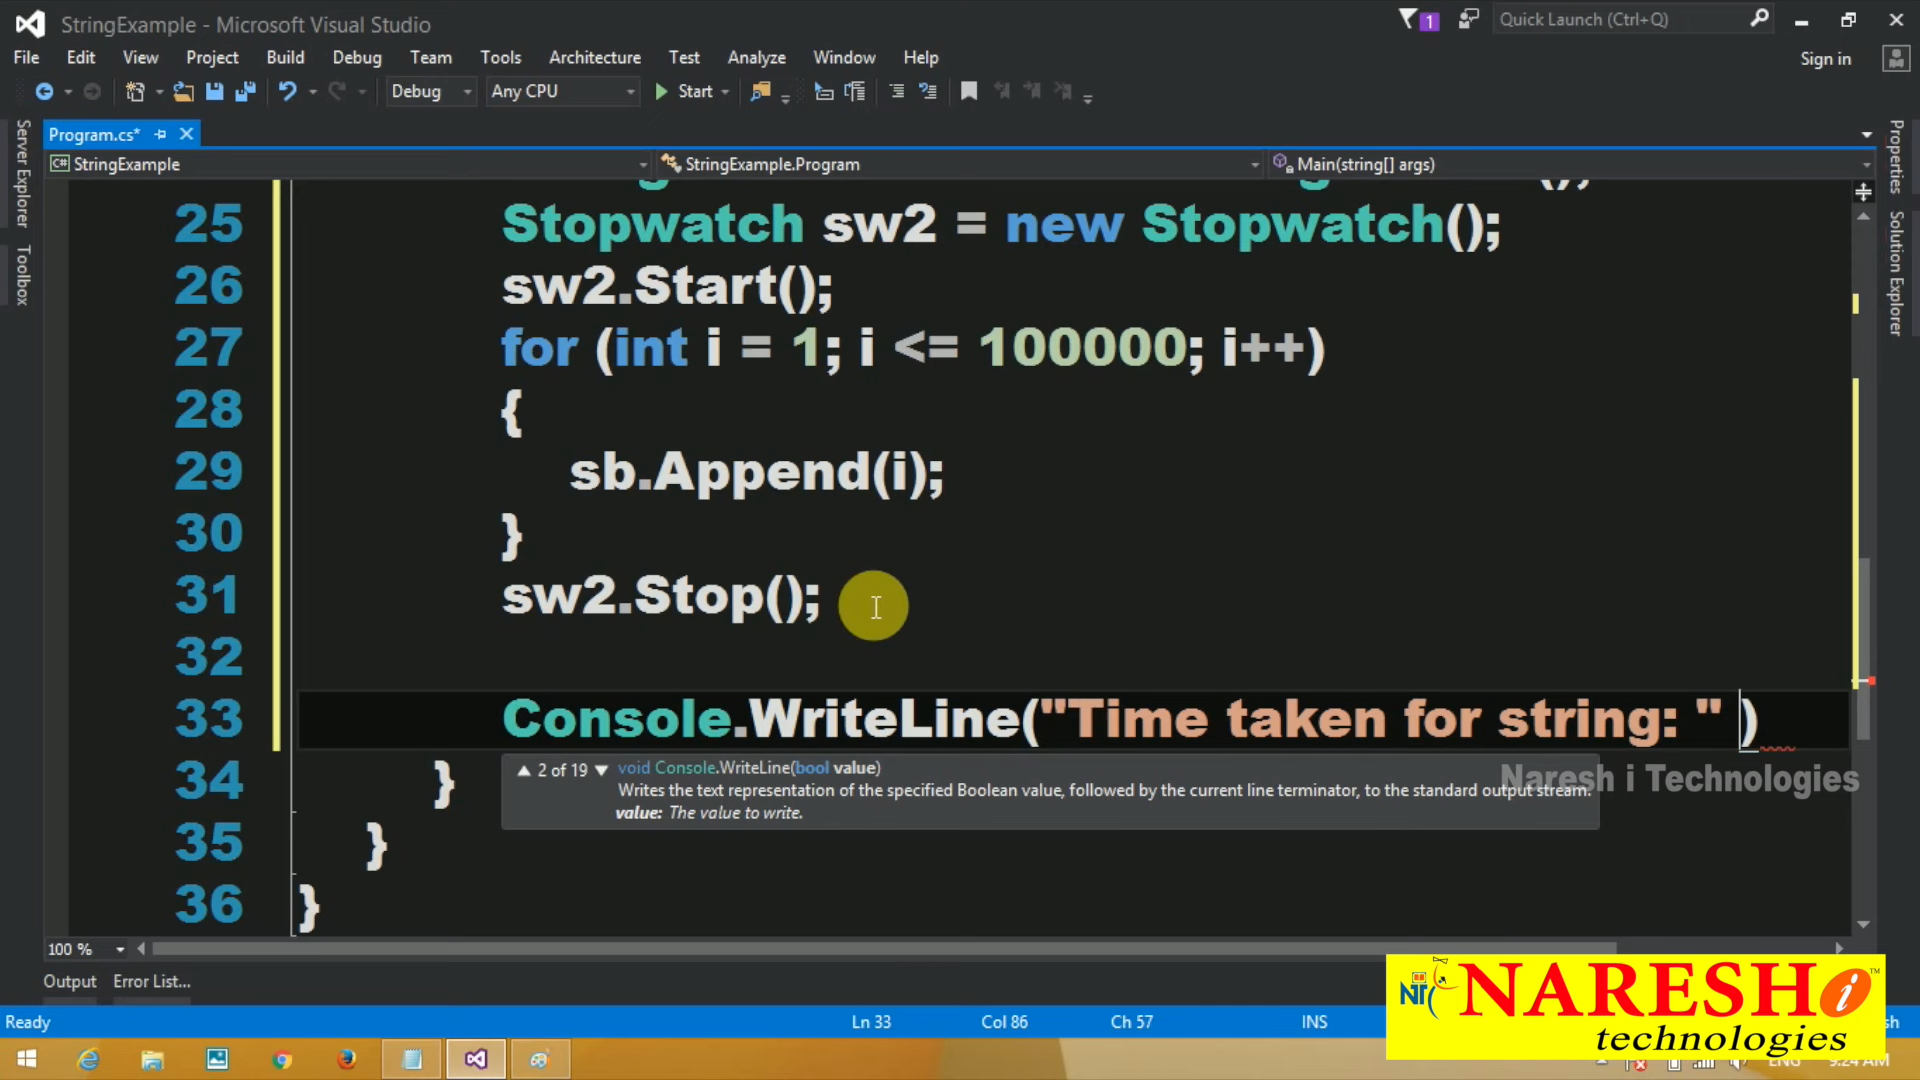 StringExample - Microsoft Visual Studio
1
Quick Launch (Ctrl+Q)
File Edit View Project Build Debug Team Tools Architecture Test Analyze Window Help
Sign in
Debug Any CPU Start
Server Explorer
Toolbox
Program.cs*
Properties
Solution Explorer
C# StringExample StringExample.Program Main(string[] args)
25 Stopwatch sw2 = new Stopwatch();
26 sw2.Start();
27 for (int i = 1; i <= 100000; i++)
28 {
29 sb.Append(i);
30 }
31 sw2.Stop();
32
33 Console.WriteLine("Time taken for string: " )
34 }
35 }
36 }
2 of 19 void Console.WriteLine(bool value)
Writes the text representation of the specified Boolean value, followed by the current line terminator, to the standard output stream.
value: The value to write.
Naresh i Technologies
100 %
Output Error List...
Ready Ln 33 Col 86 Ch 57 INS
NARESH i
technologies